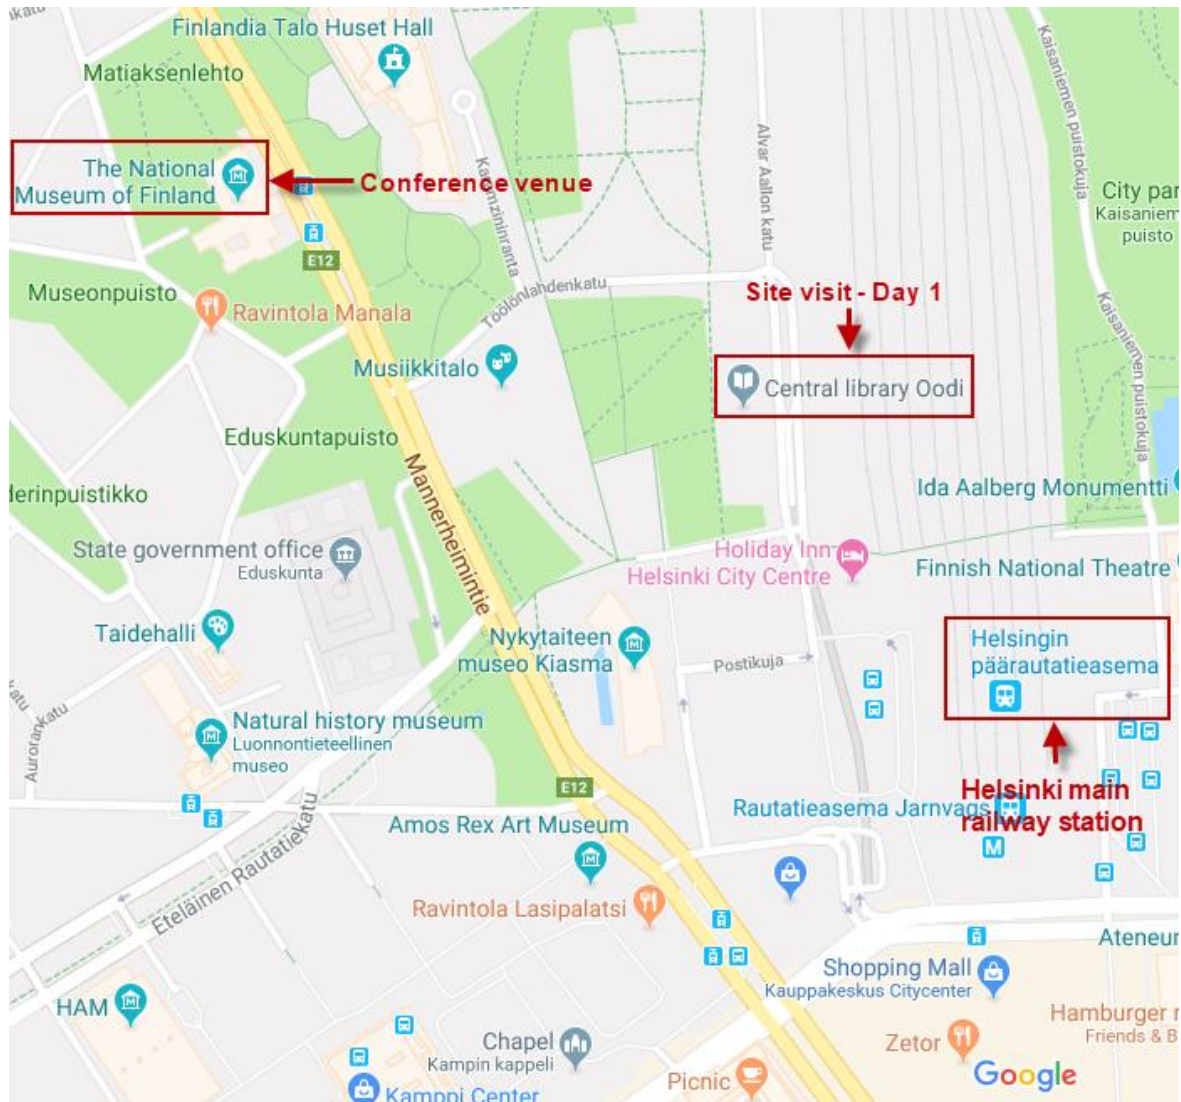 Finlandia Talo Huset Hall
Matiaksenlehto
Kaisaniemen puistokuja
The National
Museum of Finland
Conference venue
Karamzininranta
Alvar Aallon katu
City par
Kaisaniem
puisto
E12
Museonpuisto
Ravintola Manala
Töölönlahdenkatu
Site visit - Day 1
Kaisaniemen puistokuja
Musiikkitalo
Central library Oodi
Eduskuntapuisto
Mannerheimintie
derinpuistikko
Ida Aalberg Monumentti
State government office
Eduskunta
Holiday Inn
Helsinki City Centre
Finnish National Theatre
Taidehalli
Nykytaiteen
museo Kiasma
Postikuja
Helsingin
päärautatieasema
katu
Aurorankatu
Natural history museum
Luonnontieteellinen
museo
E12
Helsinki main
railway station
Rautatieasema Jarnvags
M
Amos Rex Art Museum
Eteläinen Rautatiekatu
Ravintola Lasipalatsi
Ateneum
Shopping Mall
Kauppakeskus Citycenter
HAM
Hamburger r
Friends & B
Chapel
Kampin kappeli
Zetor
Picnic
Google
Kamppi Center